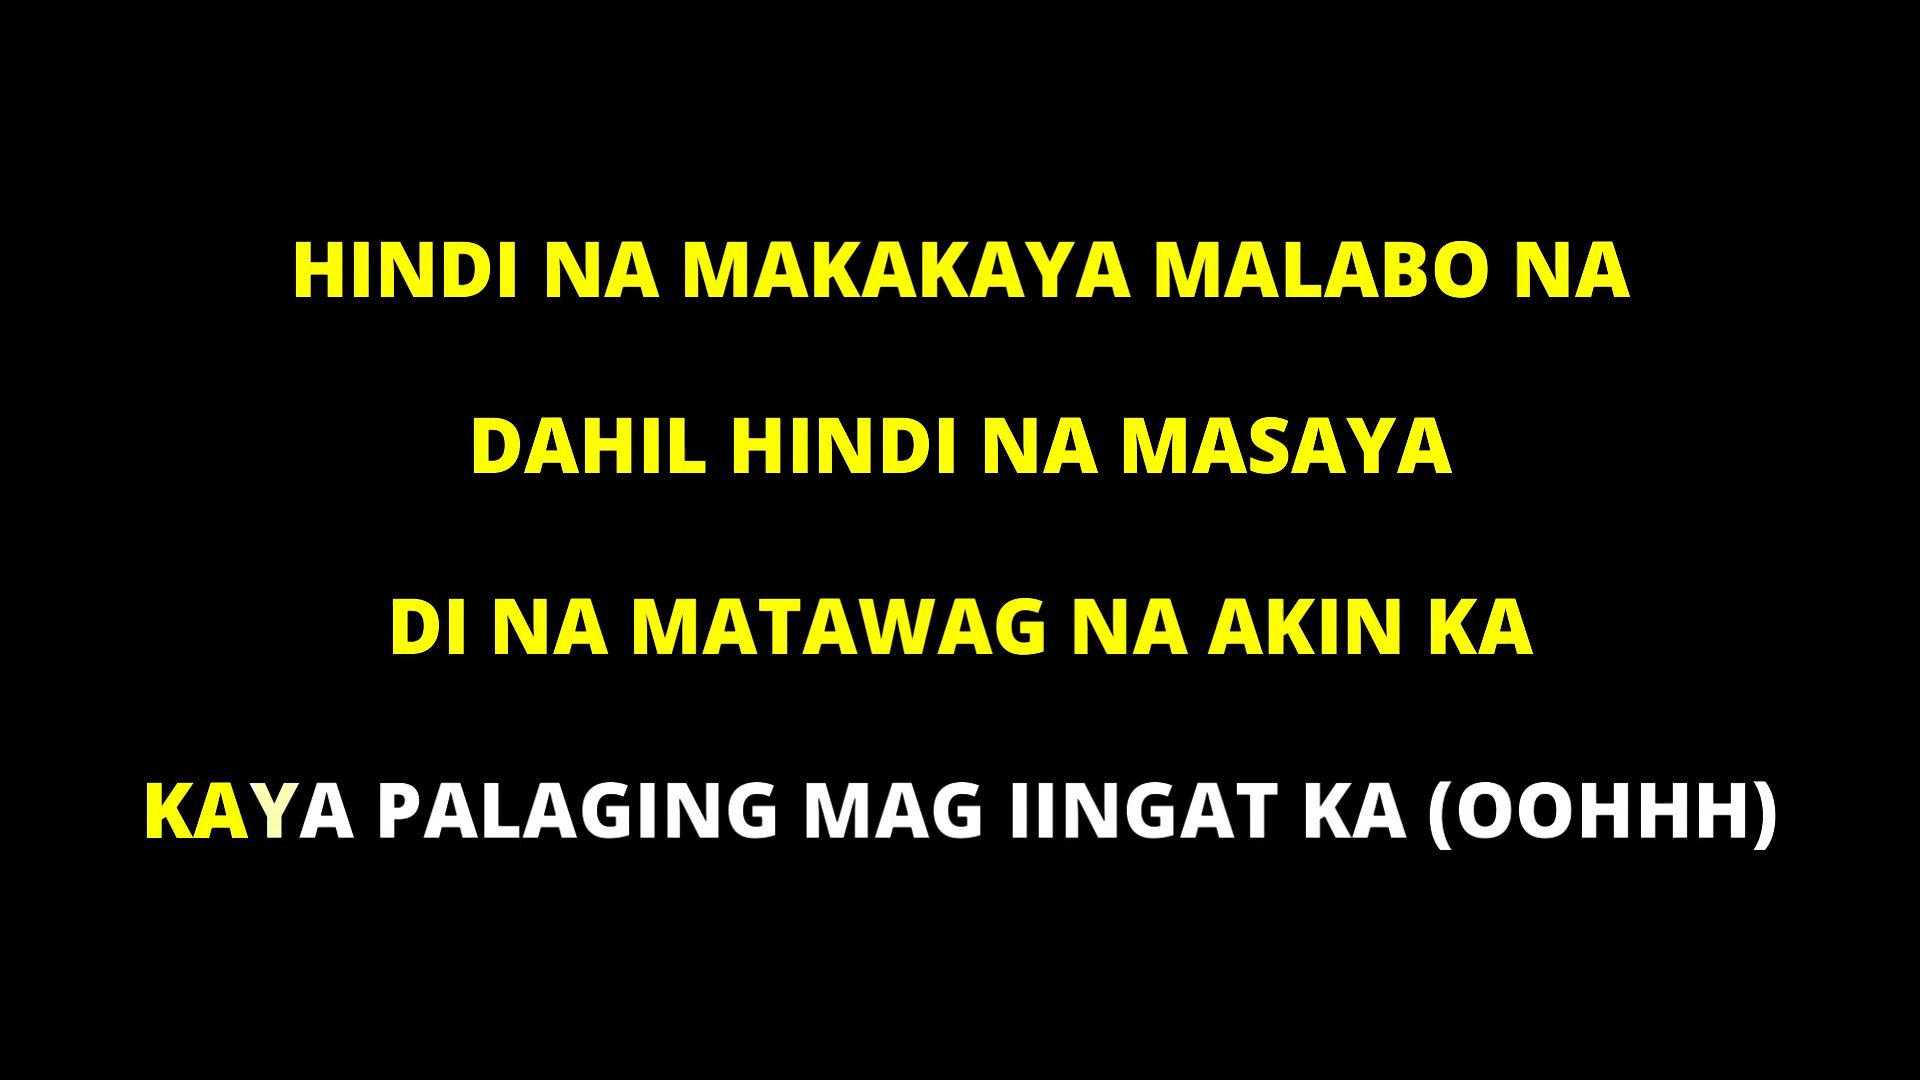 HINDI NA MAKAKAYA MALABO NA
DAHIL HINDI NA MASAYA
DI NA MATAWAG NA AKIN KA
KAYA PALAGING MAG IINGAT KA (OOHHH)